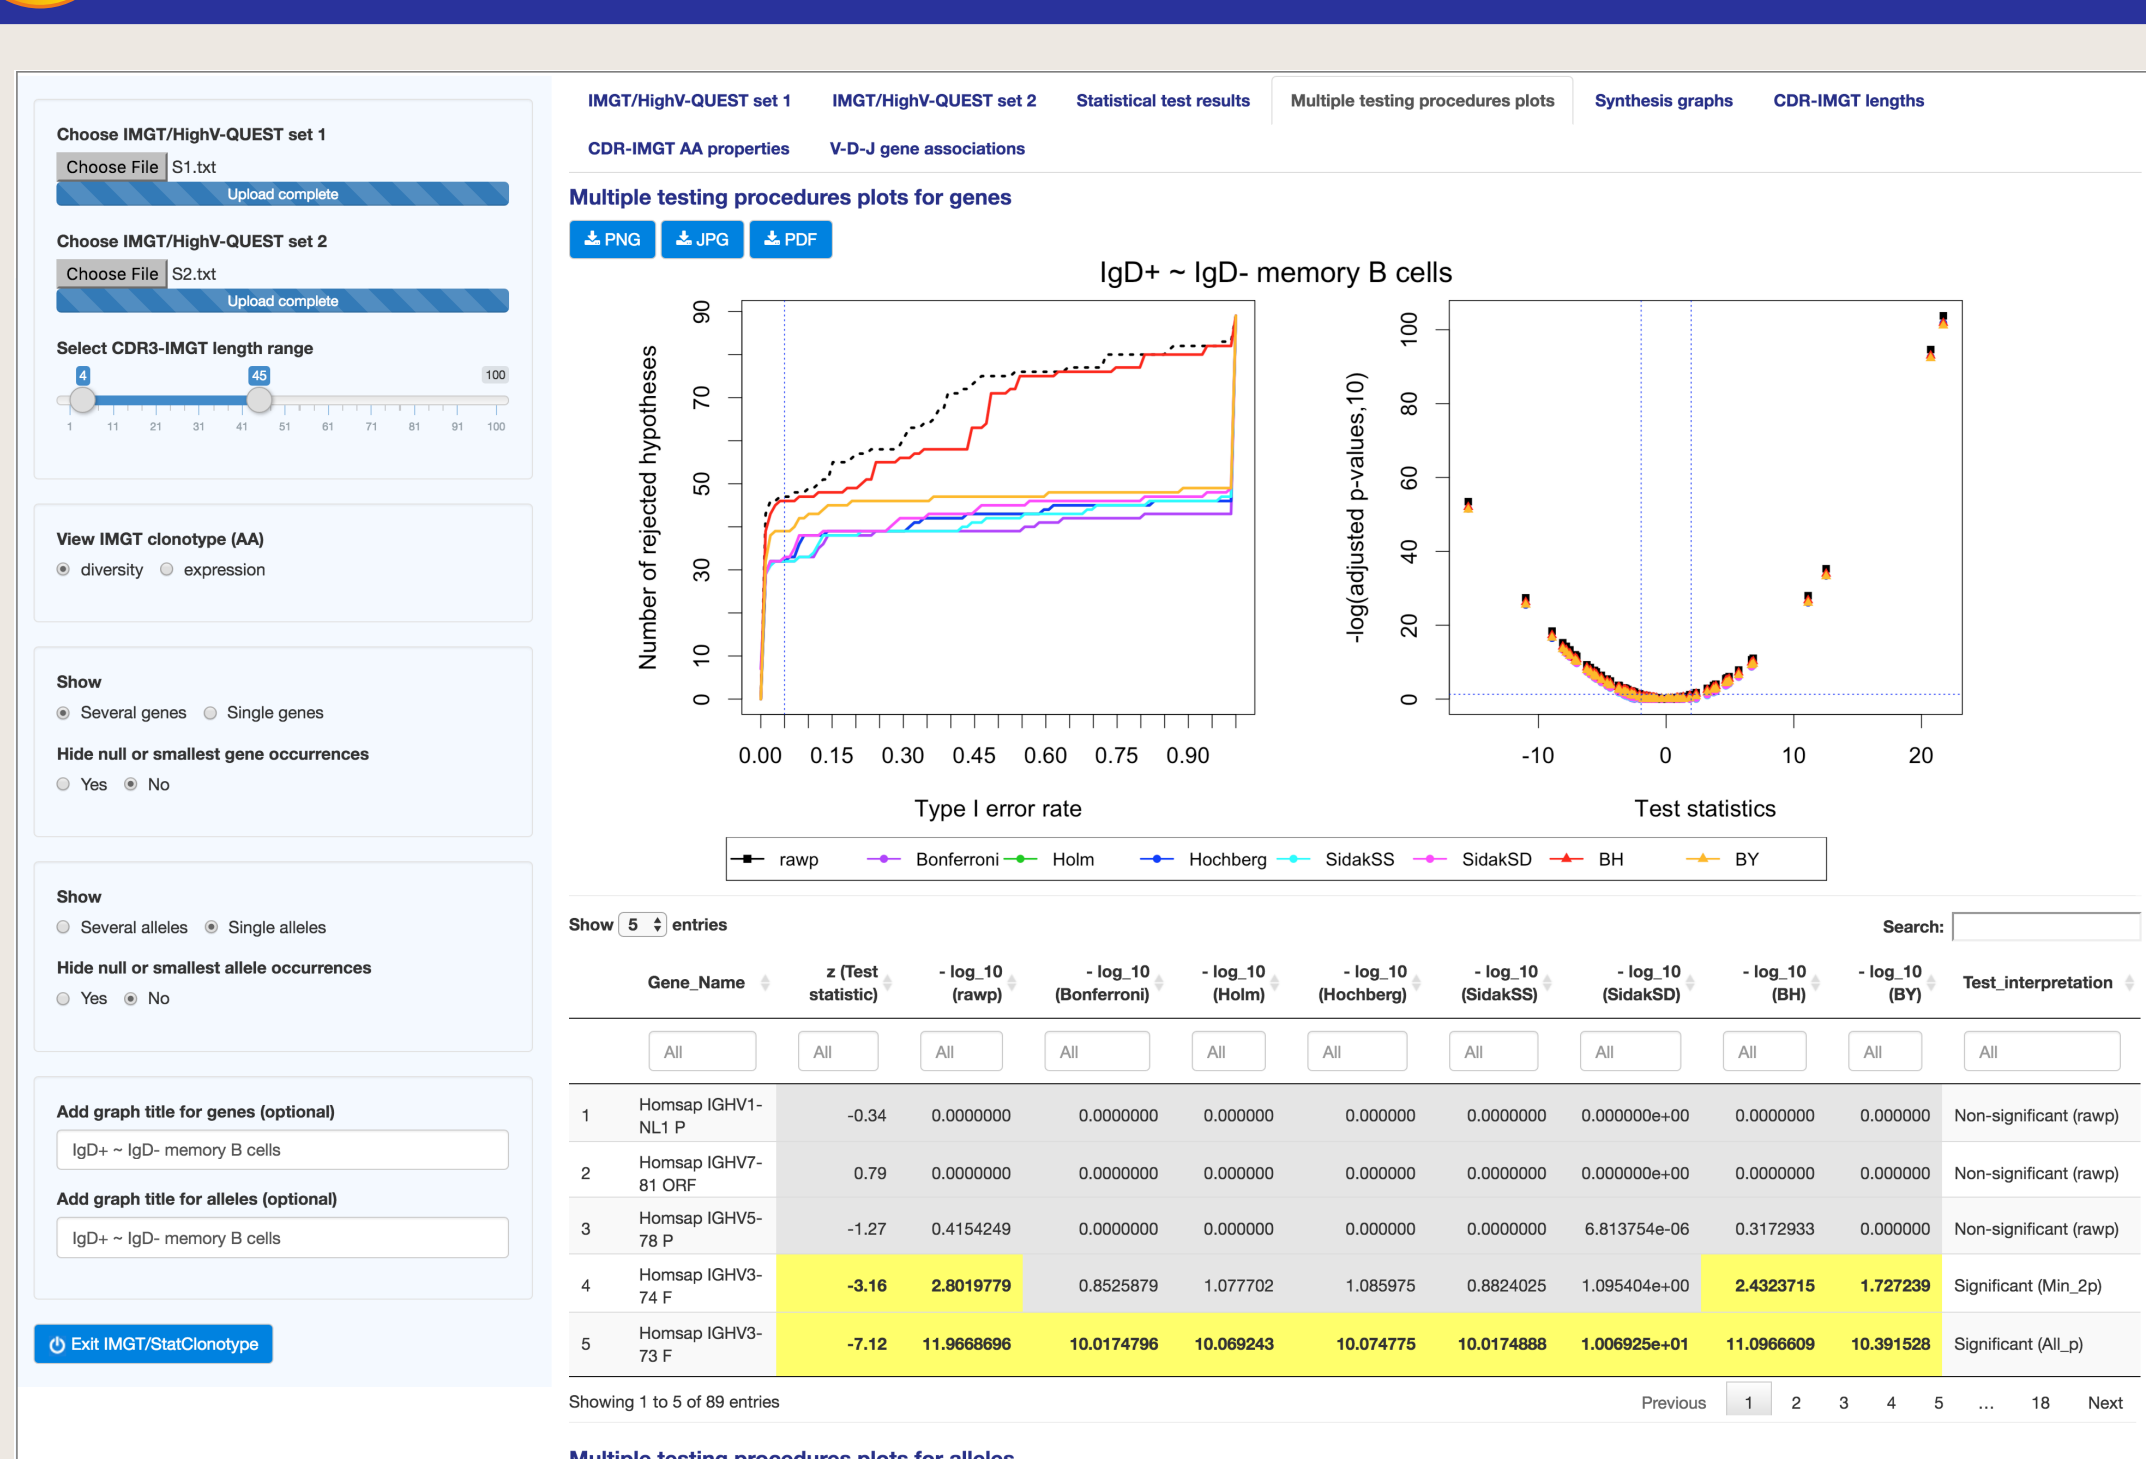 IMGT/HighV-QUEST set 1 IMGT/HighV-QUEST set 2 Statistical test results Multiple testing procedures plots Synthesis graphs CDR-IMGT lengths
CDR-IMGT AA properties V-D-J gene associations
Choose IMGT/HighV-QUEST set 1
Choose File S1.txt
Upload complete
Choose IMGT/HighV-QUEST set 2
Choose File S2.txt
Upload complete
Select CDR3-IMGT length range
4 45 100
1 11 21 31 41 51 61 71 81 91 100
View IMGT clonotype (AA)
diversity expression
Show
Several genes Single genes
Hide null or smallest gene occurrences
Yes No
Show
Several alleles Single alleles
Hide null or smallest allele occurrences
Yes No
Add graph title for genes (optional)
IgD+ ~ IgD- memory B cells
Add graph title for alleles (optional)
IgD+ ~ IgD- memory B cells
Exit IMGT/StatClonotype
Multiple testing procedures plots for genes
PNG JPG PDF
IgD+ ~ IgD- memory B cells
Number of rejected hypotheses
90
70
50
30
10
0
0.00 0.15 0.30 0.45 0.60 0.75 0.90
Type I error rate
-log(adjusted p-values,10)
100
80
60
40
20
0
-10 0 10 20
Test statistics
rawp Bonferroni Holm Hochberg SidakSS SidakSD BH BY
Show 5 entries
Search:
Gene_Name z (Test statistic) - log_10 (rawp) - log_10 (Bonferroni) - log_10 (Holm) - log_10 (Hochberg) - log_10 (SidakSS) - log_10 (SidakSD) - log_10 (BH) - log_10 (BY) Test_interpretation
All All All All All All All All All All All
1 Homsap IGHV1-NL1 P -0.34 0.0000000 0.0000000 0.000000 0.000000 0.0000000 0.000000e+00 0.0000000 0.000000 Non-significant (rawp)
2 Homsap IGHV7-81 ORF 0.79 0.0000000 0.0000000 0.000000 0.000000 0.0000000 0.000000e+00 0.0000000 0.000000 Non-significant (rawp)
3 Homsap IGHV5-78 P -1.27 0.4154249 0.0000000 0.000000 0.000000 0.0000000 6.813754e-06 0.3172933 0.000000 Non-significant (rawp)
4 Homsap IGHV3-74 F -3.16 2.8019779 0.8525879 1.077702 1.085975 0.8824025 1.095404e+00 2.4323715 1.727239 Significant (Min_2p)
5 Homsap IGHV3-73 F -7.12 11.9668696 10.0174796 10.069243 10.074775 10.0174888 1.006925e+01 11.0966609 10.391528 Significant (All_p)
Showing 1 to 5 of 89 entries
Previous 1 2 3 4 5 ... 18 Next
Multiple testing procedures plots for alleles